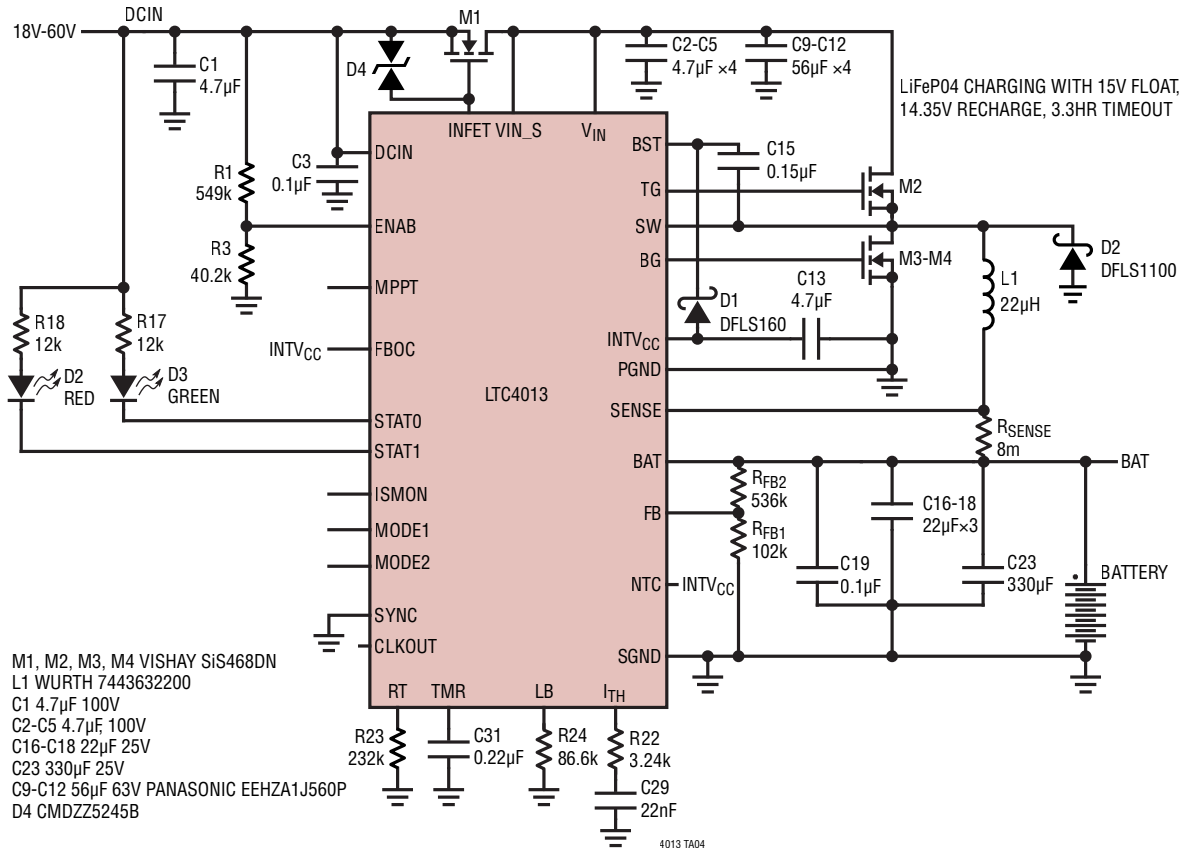 DCIN
18V-60V
M1
C1
4.7µF
D4
C2-C5
4.7µF ×4
C9-C12
56µF ×4
LiFeP04 CHARGING WITH 15V FLOAT,
14.35V RECHARGE, 3.3HR TIMEOUT
INFET VIN_S
VIN
R1
549k
C3
0.1µF
DCIN
BST
C15
0.15µF
TG
M2
ENAB
SW
R3
40.2k
BG
M3-M4
D2
DFLS1100
MPPT
D1
DFLS160
C13
4.7µF
L1
22µH
R18
12k
R17
12k
INTVCC
FBOC
INTVCC
PGND
D2
RED
D3
GREEN
LTC4013
STAT0
SENSE
RSENSE
8m
STAT1
BAT
BAT
RFB2
536k
ISMON
FB
C16-18
22µF×3
MODE1
RFB1
102k
MODE2
NTC
INTVCC
C19
0.1µF
C23
330µF
BATTERY
SYNC
CLKOUT
SGND
M1, M2, M3, M4 VISHAY SiS468DN
L1 WURTH 7443632200
C1 4.7µF 100V
C2-C5 4.7µF, 100V
C16-C18 22µF 25V
C23 330µF 25V
C9-C12 56µF 63V PANASONIC EEHZA1J560P
D4 CMDZZ5245B
RT
TMR
LB
ITH
R23
232k
C31
0.22µF
R24
86.6k
R22
3.24k
C29
22nF
4013 TA04